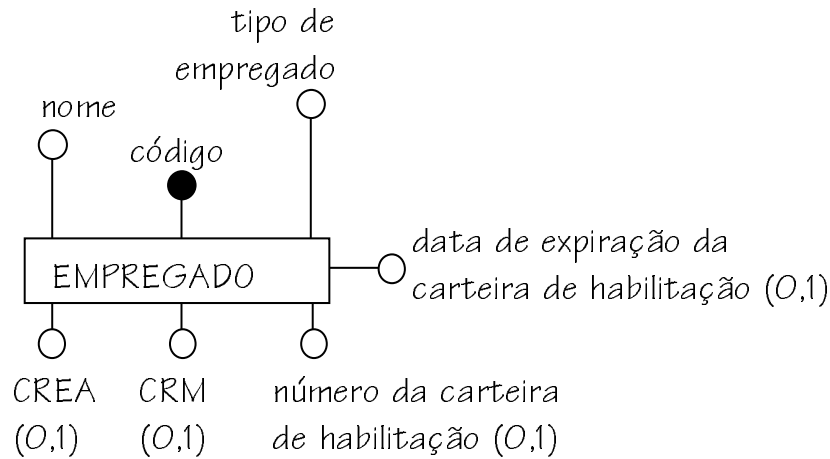 tipo de
empregado
nome
código
data de expiração da
carteira de habilitação (0,1)
EMPREGADO
CREA
(0,1)
CRM
(0,1)
número da carteira
de habilitação (0,1)